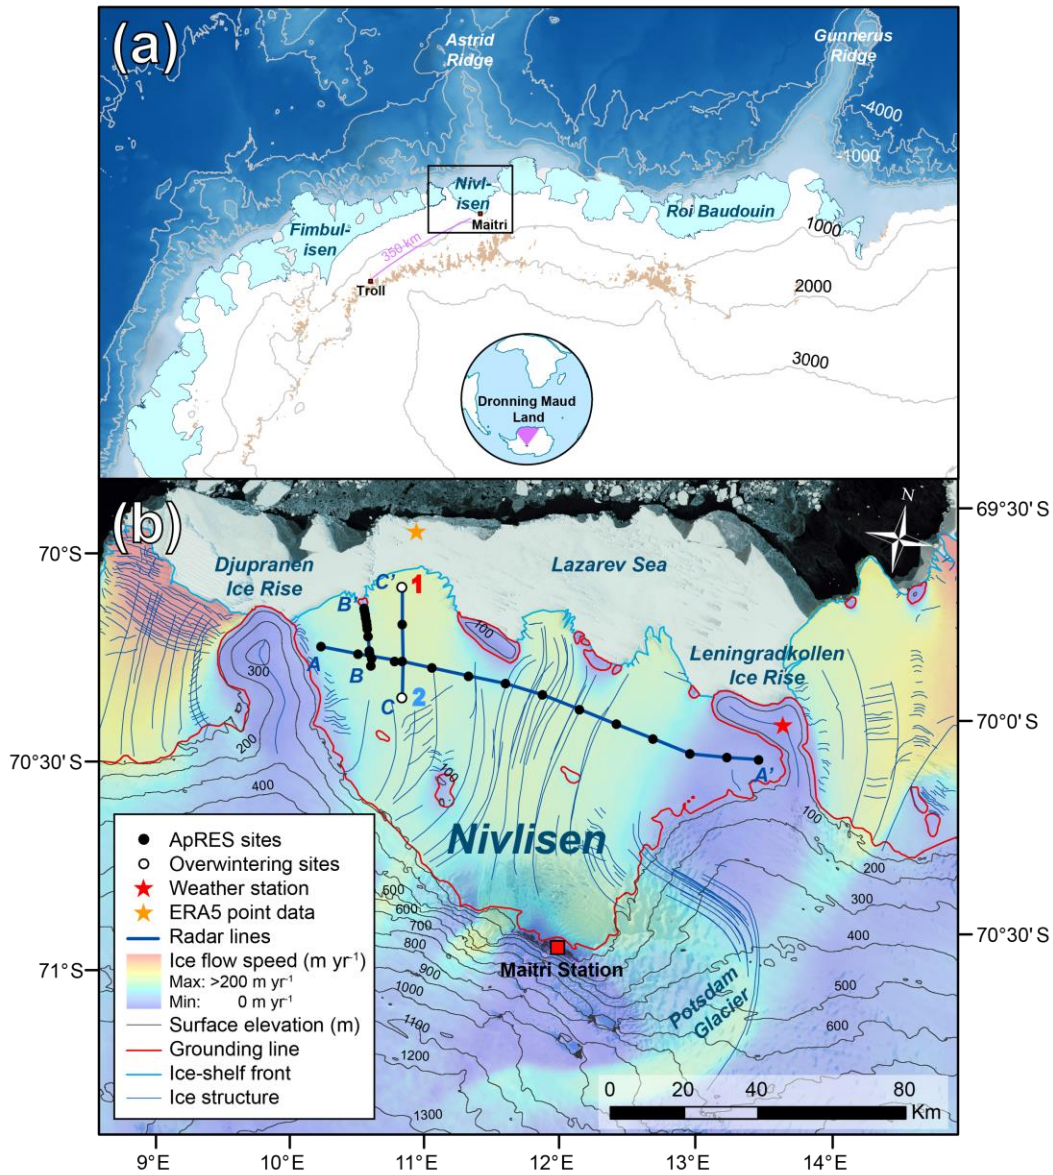 (a)
Astrid
Ridge
Gunnerus
Ridge
-4000
-1000
Nivl-
isen
Maitri
Fimbul-
isen
Roi Baudouin
1000
350 km
Troll
2000
3000
Dronning Maud
Land
(b)
N
69°30' S
70°S
Djupranen
Ice Rise
Lazarev Sea
C'
1
B'
100
A
B
Leningradkollen
Ice Rise
300
C
2
70°0' S
200
A'
70°30'S
400
100
100
Nivlisen
ApRES sites
Overwintering sites
Weather station
ERA5 point data
Radar lines
Ice flow speed (m yr-1)
Max: >200 m yr-1
Min: 0 m yr-1
Surface elevation (m)
Grounding line
Ice-shelf front
Ice structure
200
300
400
500
600
500
600
700
800
900
1000
1100
1200
1300
70°30' S
71°S
Maitri Station
Potsdam
Glacier
0 20 40 80
Km
9°E 10°E 11°E 12°E 13°E 14°E